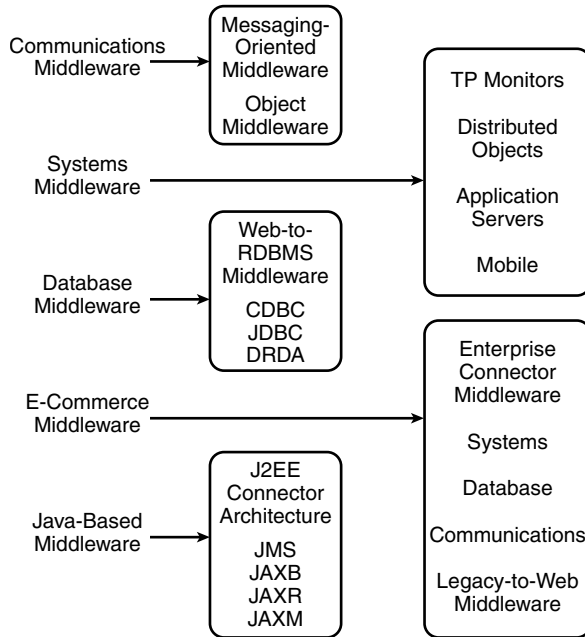 Communications
Middleware
Messaging-
Oriented
Middleware
Object
Middleware
Systems
Middleware
TP Monitors
Distributed
Objects
Application
Servers
Mobile
Database
Middleware
Web-to-
RDBMS
Middleware
CDBC
JDBC
DRDA
E-Commerce
Middleware
Enterprise
Connector
Middleware
Systems
Database
Communications
Legacy-to-Web
Middleware
Java-Based
Middleware
J2EE
Connector
Architecture
JMS
JAXB
JAXR
JAXM